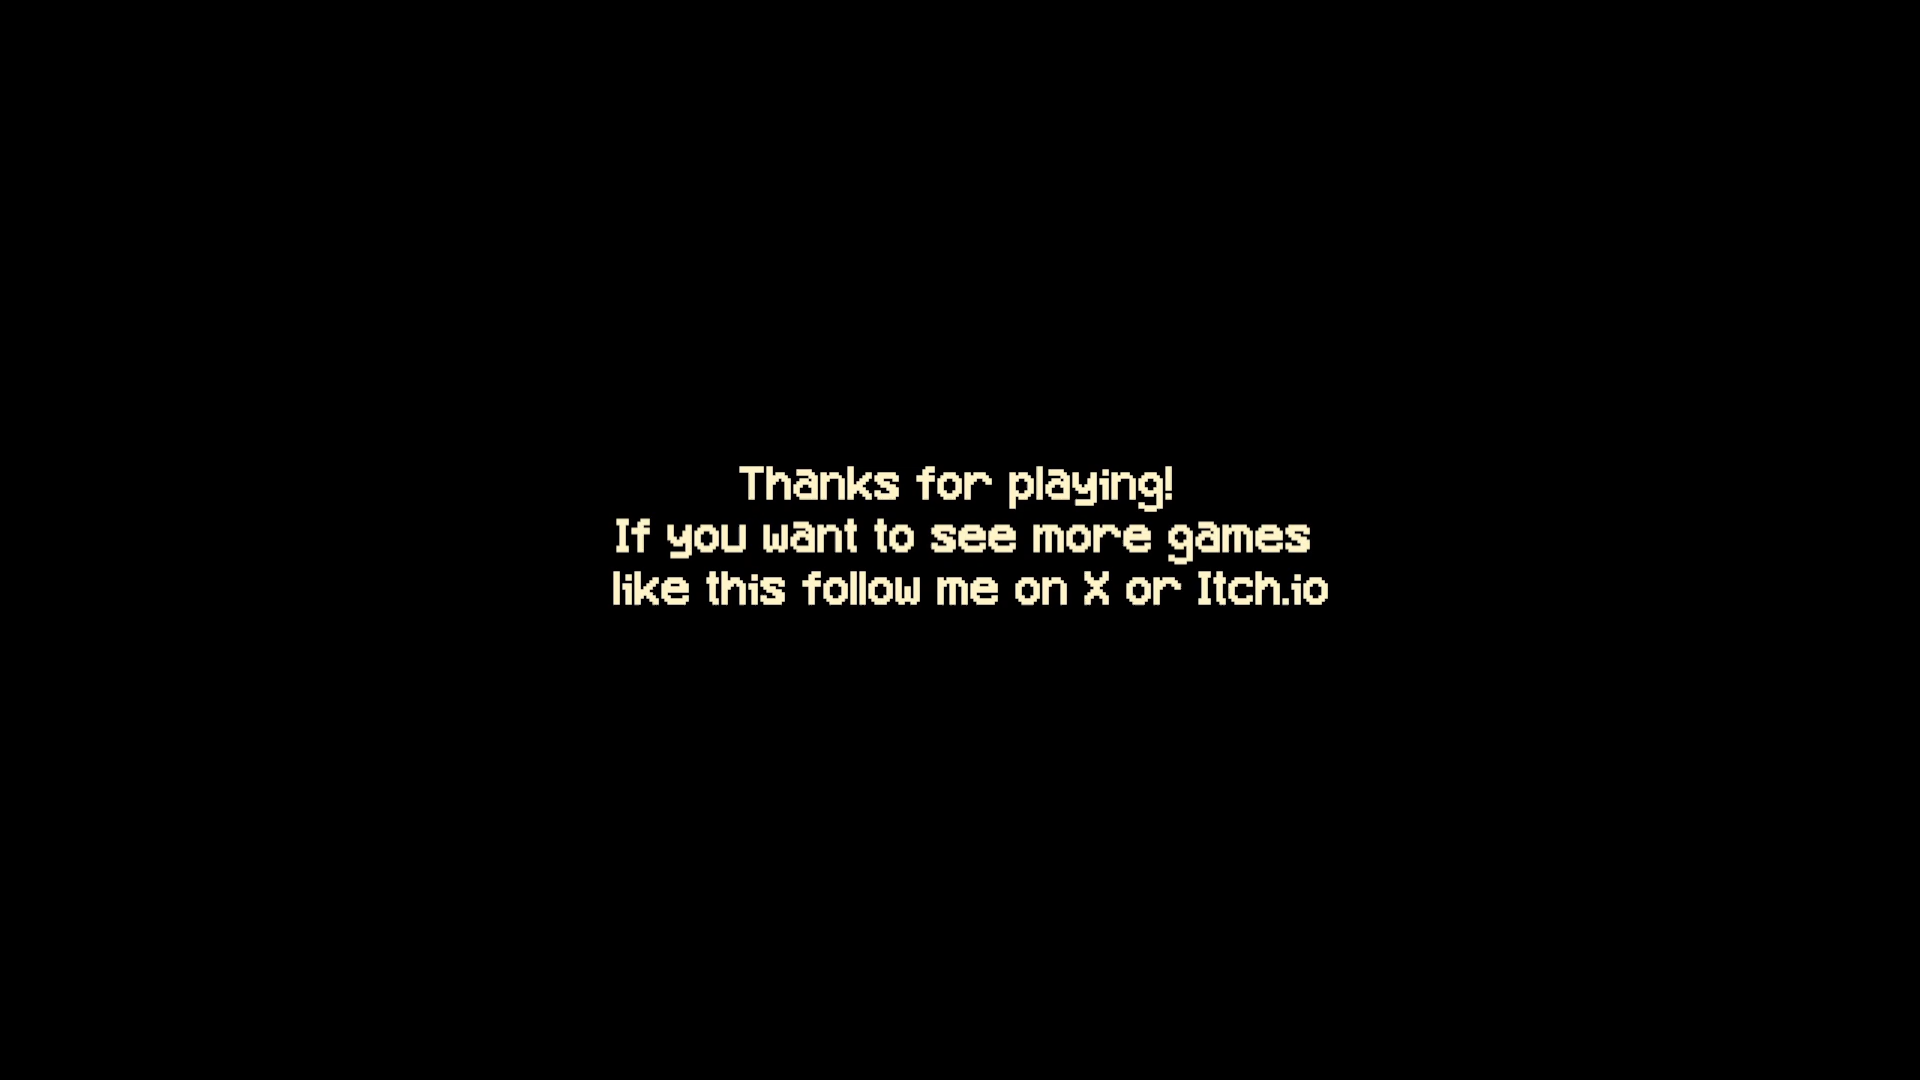 Thanks for playing!
If you want to see more games
like this follow me on X or Itch.io